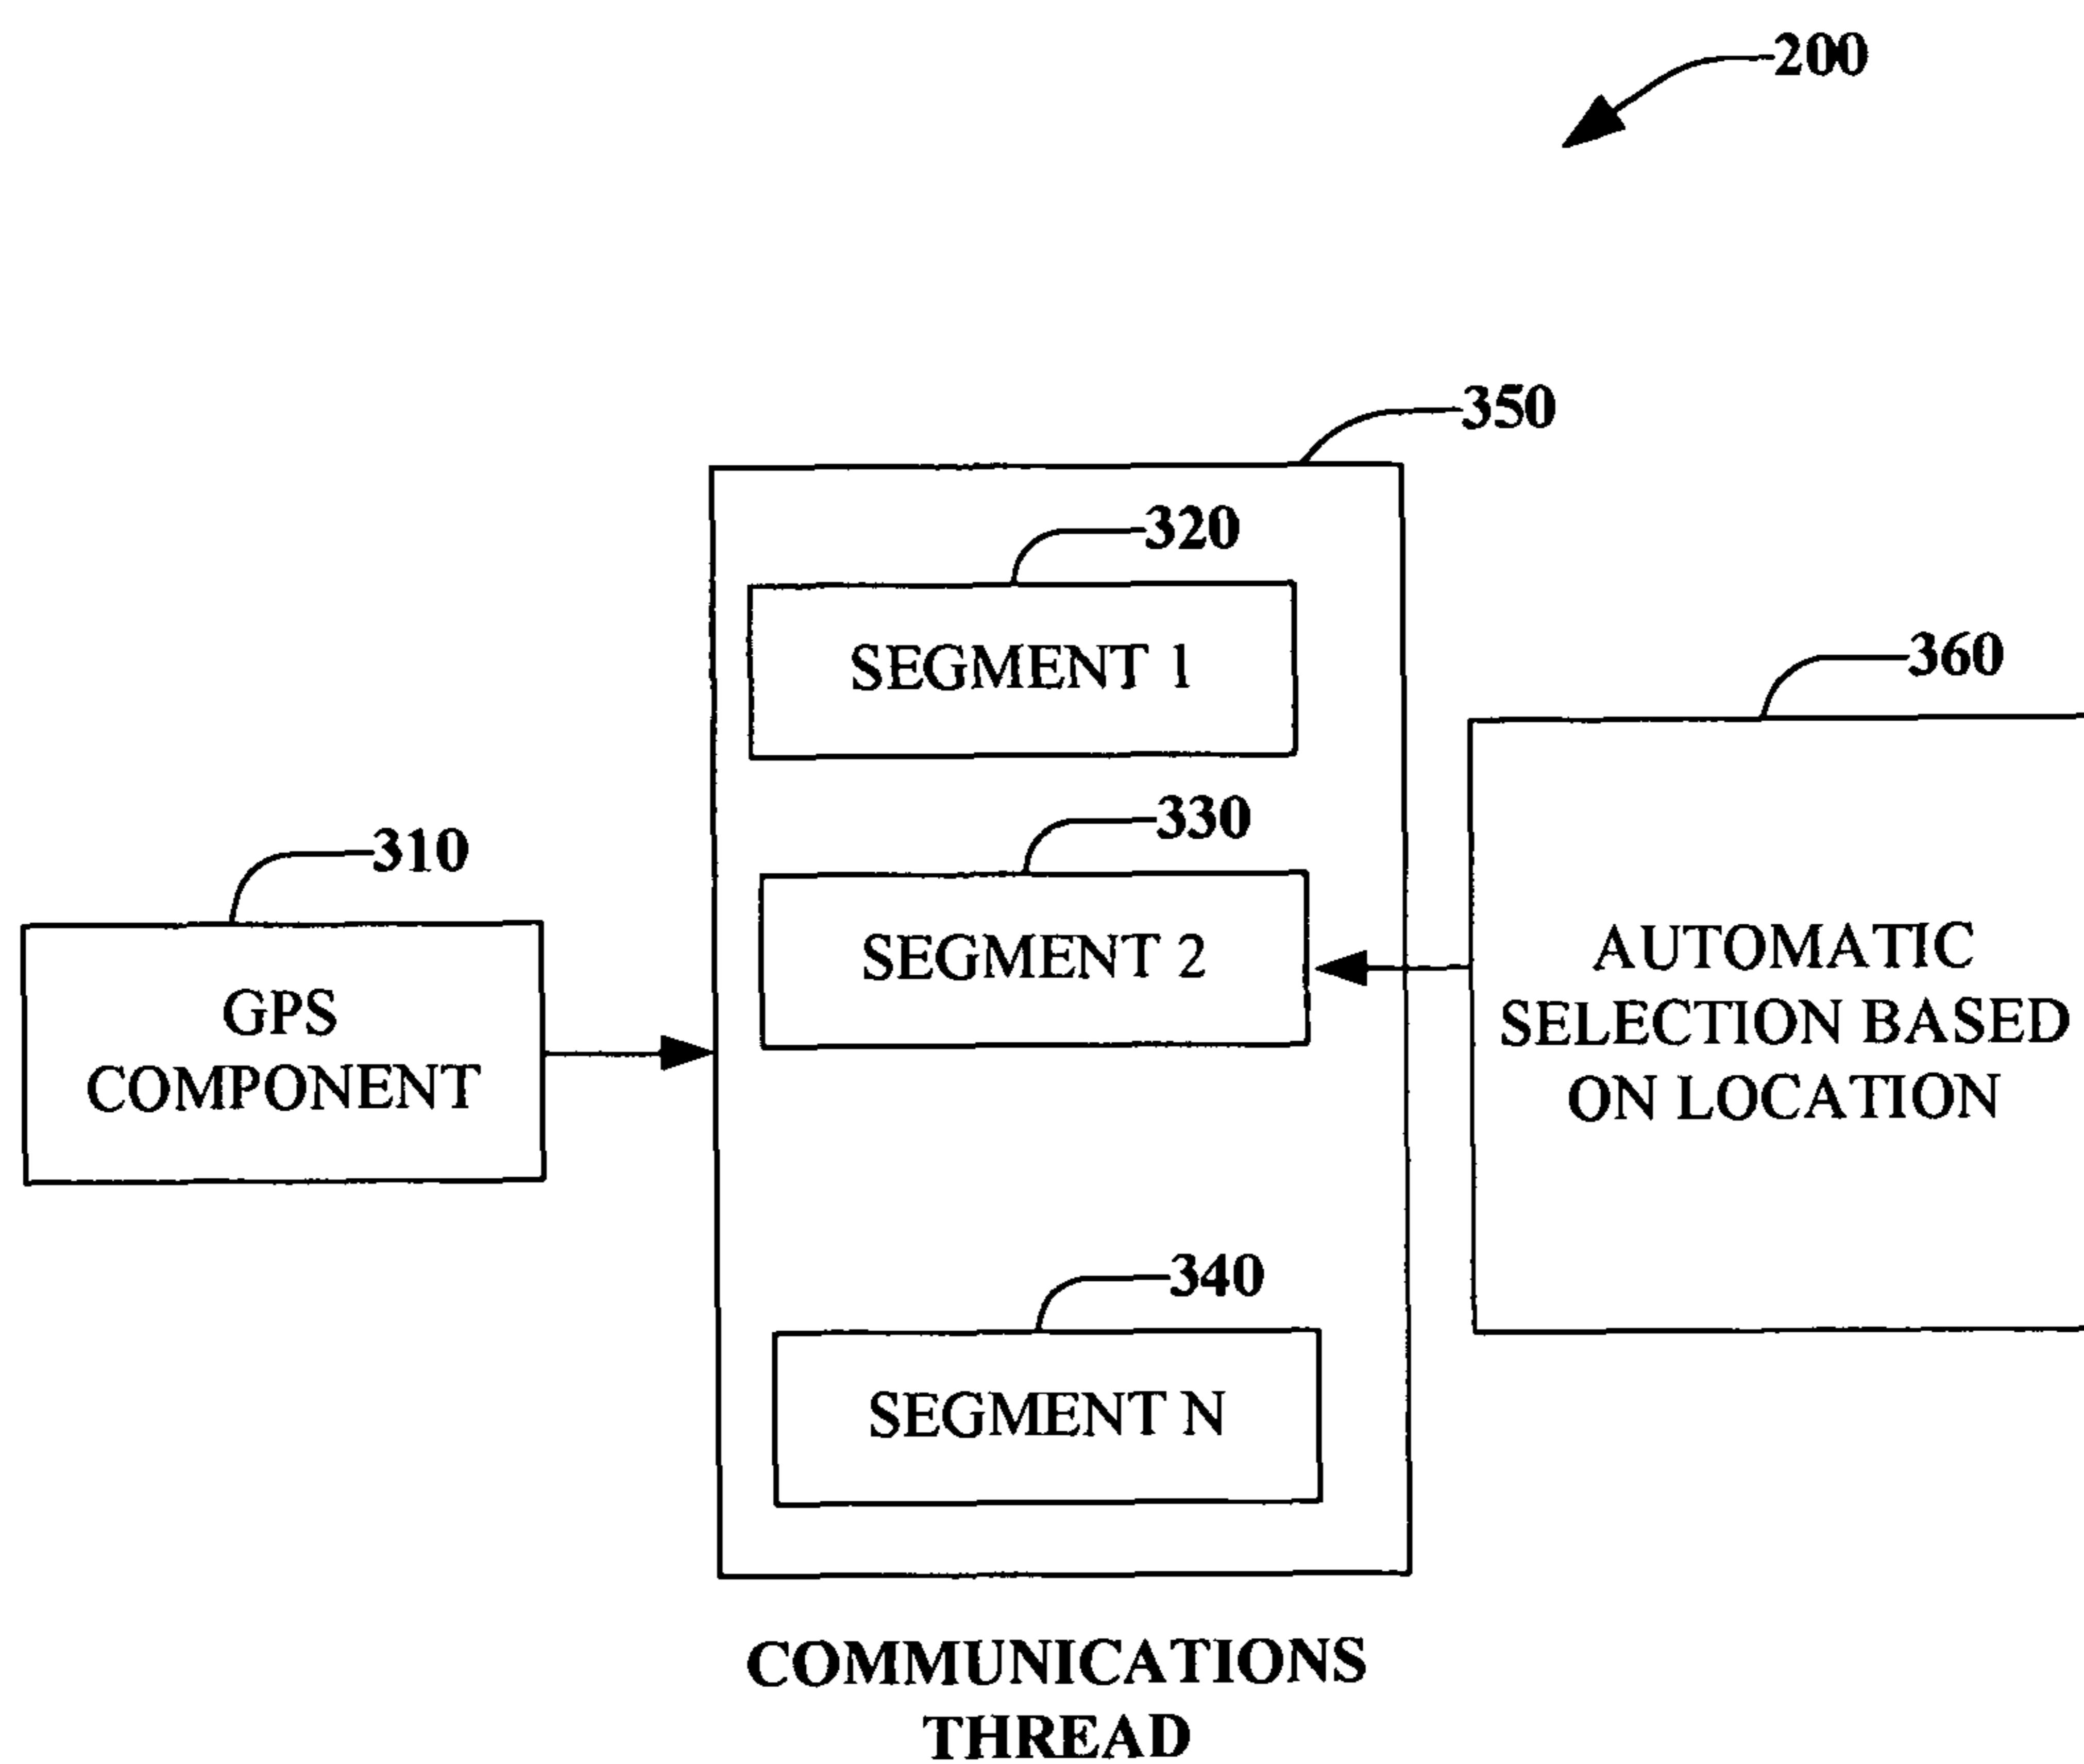 200
350
320
SEGMENT 1
360
330
310
SEGMENT 2
AUTOMATIC
SELECTION BASED
ON LOCATION
GPS
COMPONENT
340
SEGMENT N
COMMUNICATIONS
THREAD